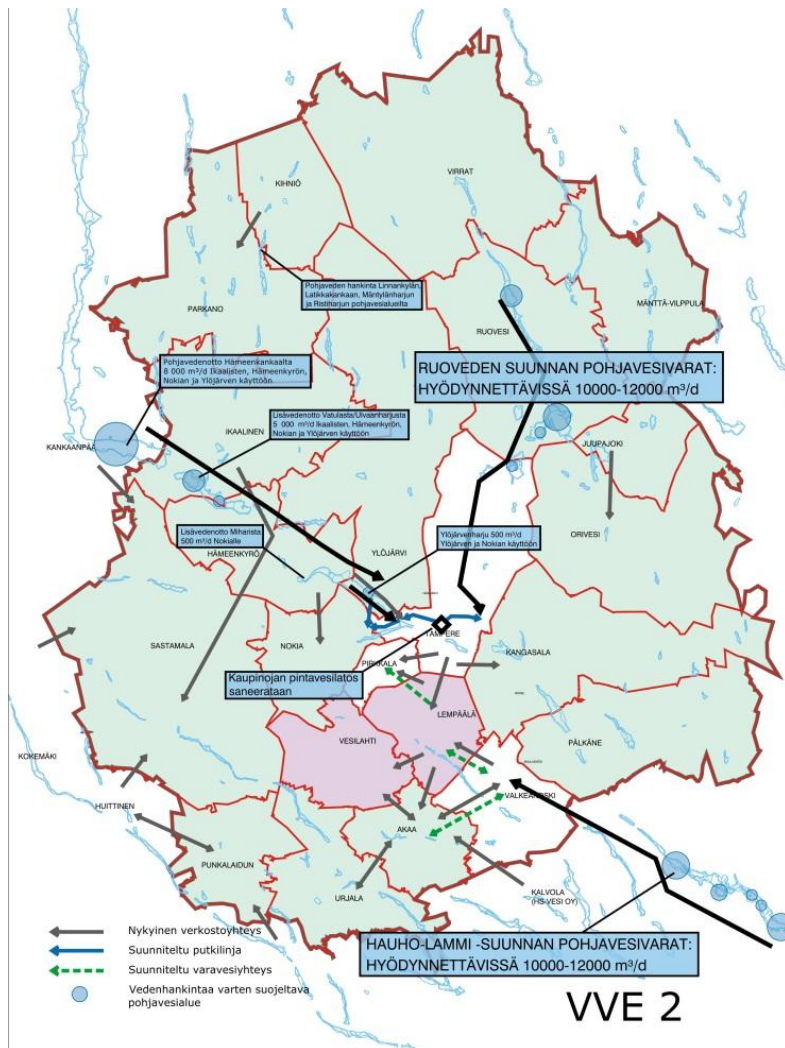 KIHNIÖ
VIRRAT
Pohjaveden hankinta Linnankylän,
Latikkakankaan, Mäntylänharjun
ja Ristiharjun pohjavesialueilta
PARKANO
MÄNTTÄ-VILPPULA
RUOVESI
Pohjavedenotto Hämeenkankaalta
8 000 m³/d Ikaalisten, Hämeenkyrön,
Nokian ja Ylöjärven käyttöön
RUOVEDEN SUUNNAN POHJAVESIVARAT:
HYÖDYNNETTÄVISSÄ 10000-12000 m³/d
Lisävedenotto Vatulasta/Ulvaanharjusta
5 000 m³/d Ikaalisten, Hämeenkyrön,
Nokian ja Ylöjärven käyttöön
IKAALINEN
KANKAANPÄÄ
JUUPAJOKI
Lisävedenotto Miharista
500 m³/d Nokialle
HÄMEENKYRÖ
YLÖJÄRVI
Ylöjärvenharju 500 m³/d
Ylöjärven ja Nokian käyttöön
ORIVESI
TAMPERE
SASTAMALA
NOKIA
PIRKKALA
KANGASALA
Kaupinojan pintavesilaitos
saneerataan
LEMPÄÄLÄ
VESILAHTI
PÄLKÄNE
KOKEMÄKI
VALKEAKOSKI
HUITTINEN
AKAA
PUNKALAIDUN
URJALA
KALVOLA
(HS-VESI OY)
Nykyinen verkostoyhteys
Suunniteltu putkilinja
Suunniteltu varavesiyhteys
Vedenhankintaa varten suojeltava
pohjavesialue
HAUHO-LAMMI -SUUNNAN POHJAVESIVARAT:
HYÖDYNNETTÄVISSÄ 10000-12000 m³/d
VVE 2